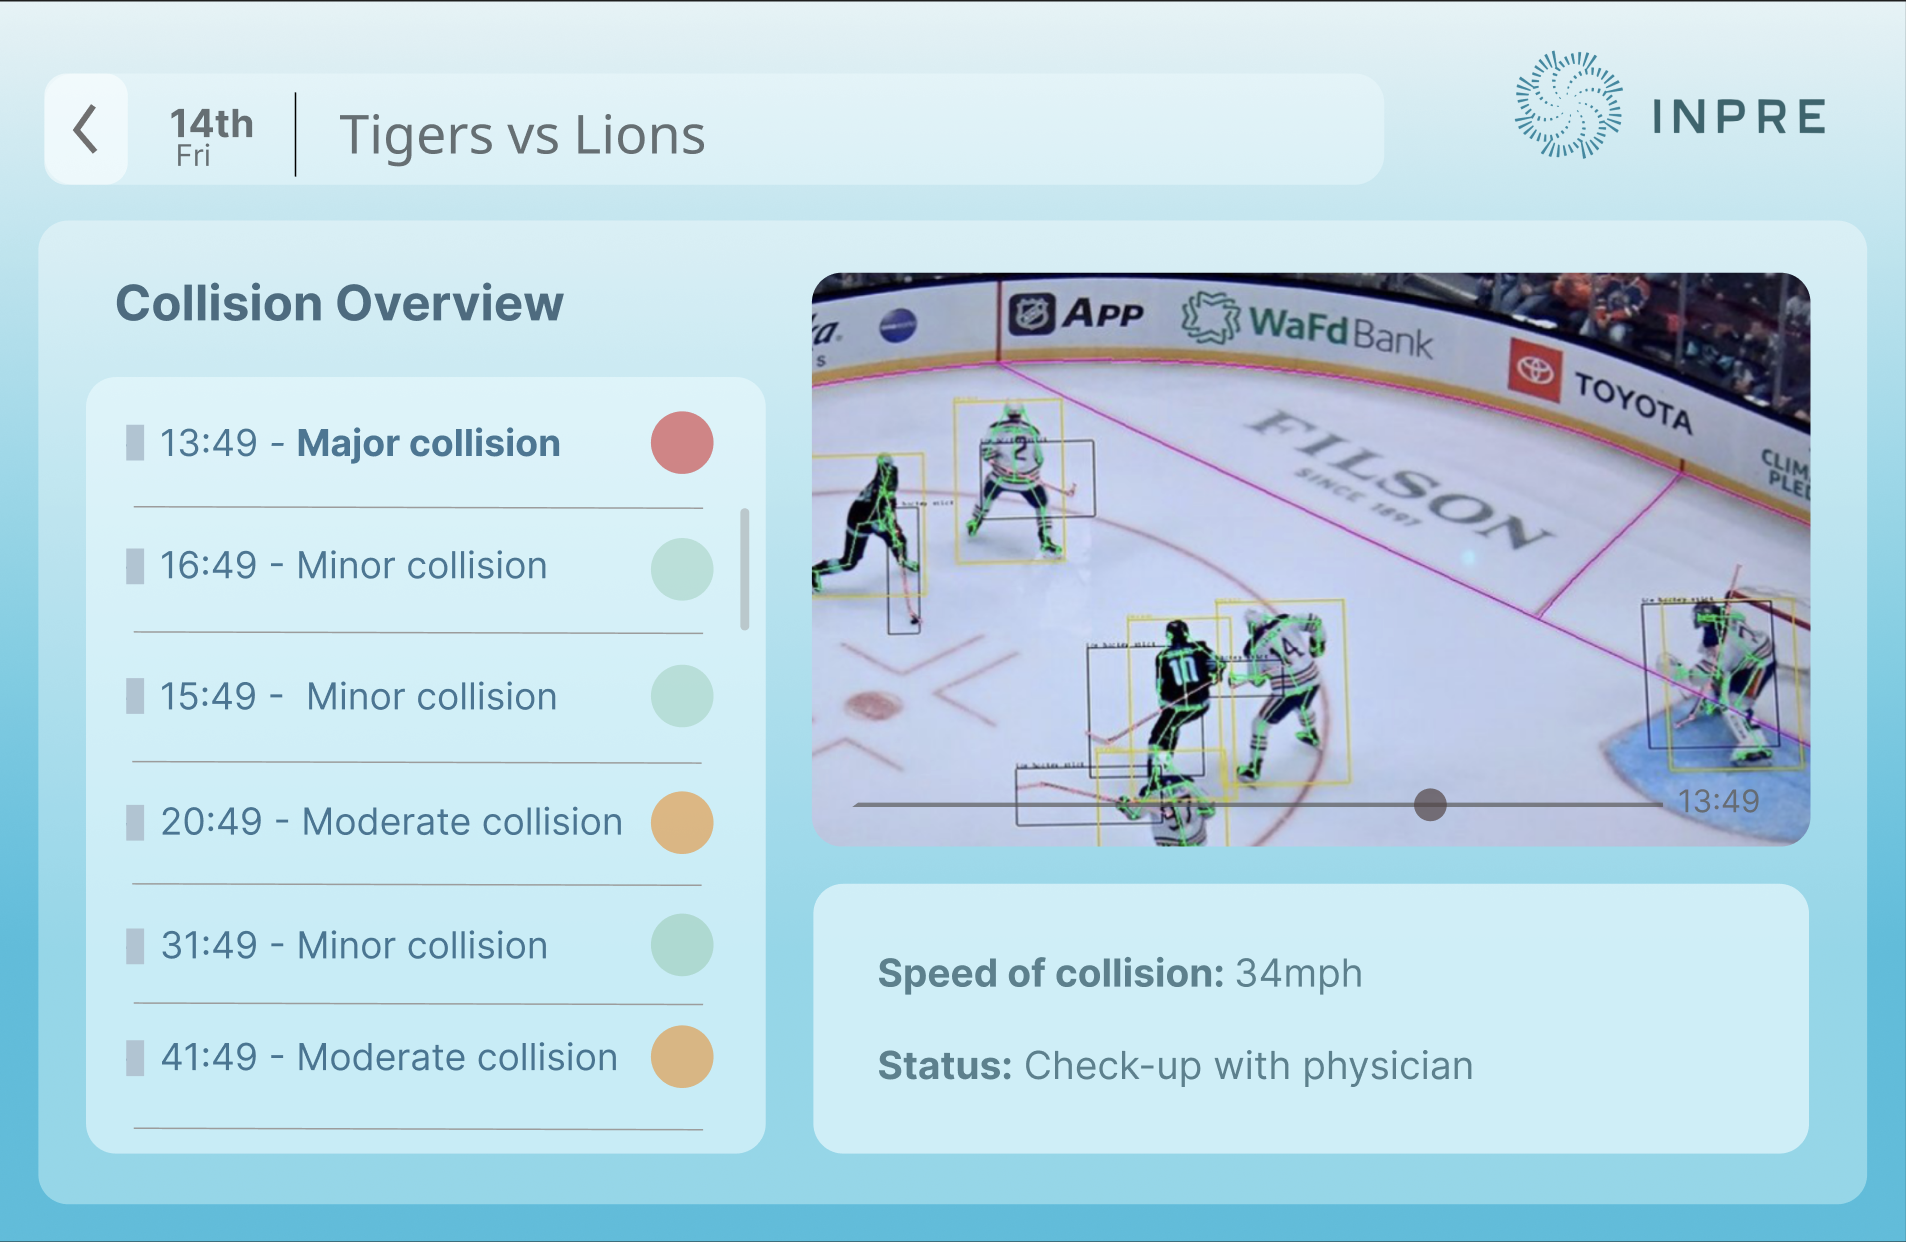 14th
Fri
Tigers vs Lions
INPRE
Collision Overview
13:49 - Major collision
16:49 - Minor collision
15:49 - Minor collision
20:49 - Moderate collision
31:49 - Minor collision
41:49 - Moderate collision
APP
WaFd Bank
TOYOTA
FILSON
SINCE 1897
2
10
13:49
Speed of collision: 34mph
Status: Check-up with physician